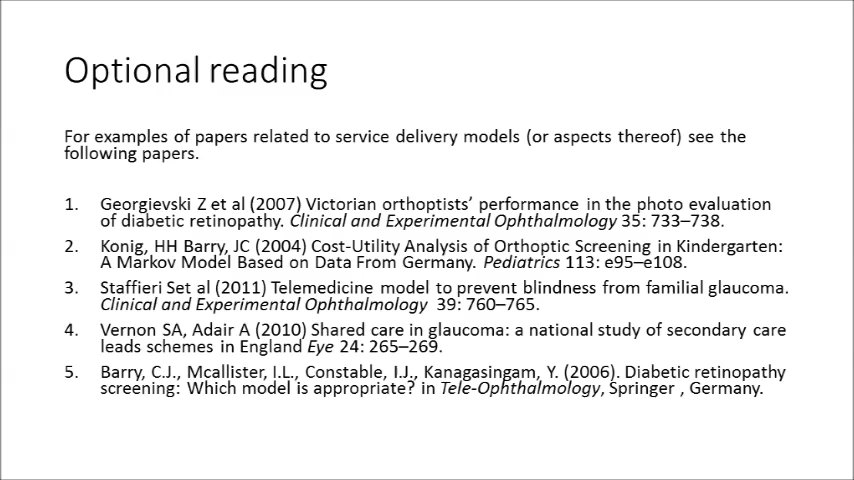 Optional reading
For examples of papers related to service delivery models (or aspects thereof) see the
following papers.
1. Georgievski Z et al (2007) Victorian orthoptists’ performance in the photo evaluation
of diabetic retinopathy. Clinical and Experimental Ophthalmology 35: 733–738.
2. Konig, HH Barry, JC (2004) Cost-Utility Analysis of Orthoptic Screening in Kindergarten:
A Markov Model Based on Data From Germany. Pediatrics 113: e95–e108.
3. Staffieri Set al (2011) Telemedicine model to prevent blindness from familial glaucoma.
Clinical and Experimental Ophthalmology 39: 760–765.
4. Vernon SA, Adair A (2010) Shared care in glaucoma: a national study of secondary care
leads schemes in England Eye 24: 265–269.
5. Barry, C.J., Mcallister, I.L., Constable, I.J., Kanagasingam, Y. (2006). Diabetic retinopathy
screening: Which model is appropriate? in Tele-Ophthalmology, Springer , Germany.